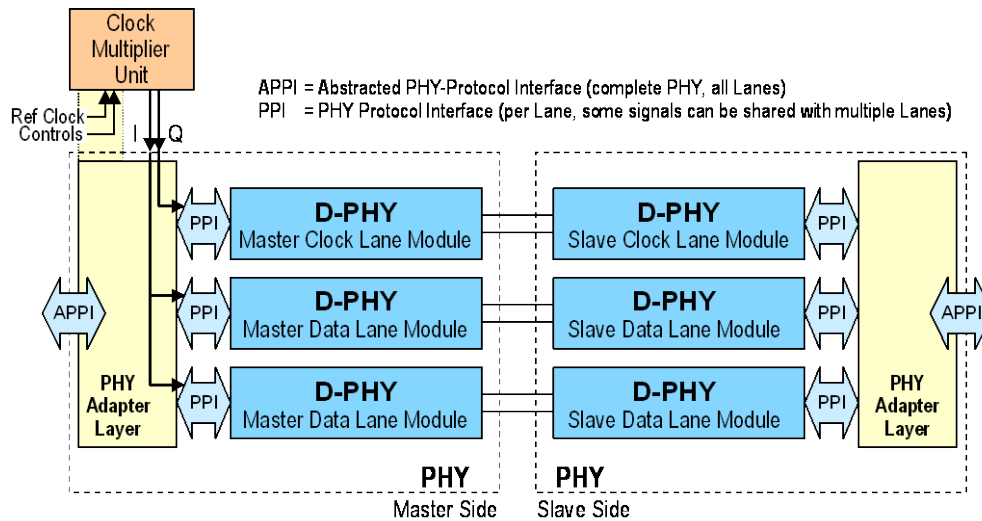 Clock
Multiplier
Unit
APPI = Abstracted PHY-Protocol Interface (complete PHY, all Lanes)
PPI = PHY Protocol Interface (per Lane, some signals can be shared with multiple Lanes)
Ref Clock
Controls
I Q
PPI
D-PHY
Master Clock Lane Module
D-PHY
Slave Clock Lane Module
PPI
APPI
PPI
D-PHY
Master Data Lane Module
D-PHY
Slave Data Lane Module
PPI
APPI
PHY
Adapter
Layer
PPI
D-PHY
Master Data Lane Module
D-PHY
Slave Data Lane Module
PPI
PHY
Adapter
Layer
PHY
Master Side
PHY
Slave Side